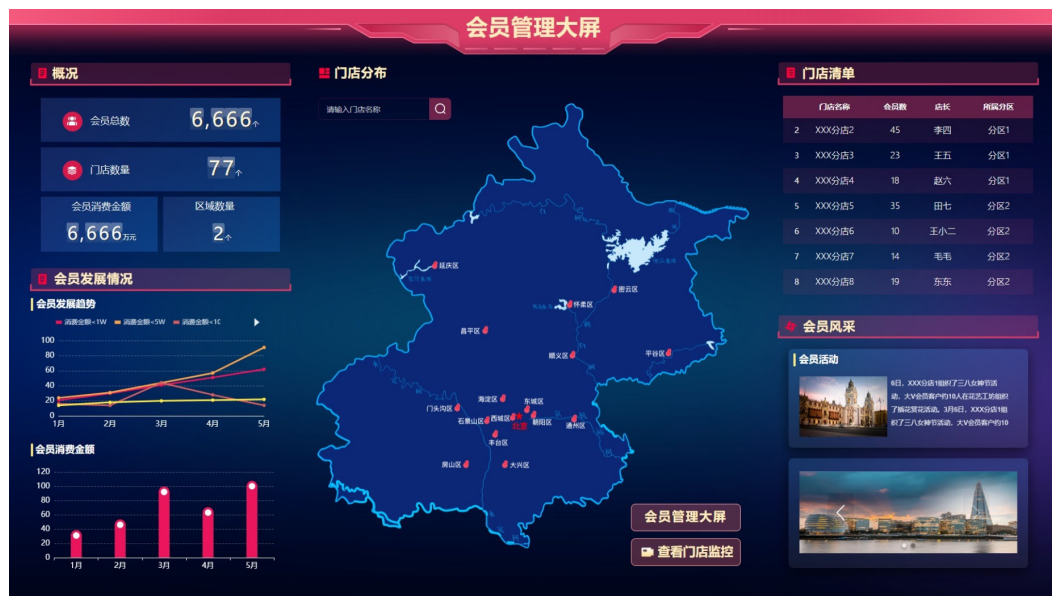 会员管理大屏
概况
会员总数
6,666个
门店数量
77个
会员消费金额
6,666万元
区域数量
2个
会员发展情况
会员发展趋势
消费金额<1W 消费金额<5W 消费金额<1C
100
80
60
40
20
0
1月 2月 3月 4月 5月
会员消费金额
120
100
80
60
40
20
0
1月 2月 3月 4月 5月
门店分布
请输入门店名称
延庆区
密云区
怀柔区
昌平区
顺义区
平谷区
海淀区
东城区
门头沟区
石景山区
西城区
北京
朝阳区
通州区
丰台区
房山区
大兴区
会员管理大屏
查看门店监控
门店清单
门店名称 会员数 店长 所属分区
2 XXX分店2 45 李四 分区1
3 XXX分店3 23 王五 分区1
4 XXX分店4 18 赵六 分区1
5 XXX分店5 35 田七 分区2
6 XXX分店6 10 王小二 分区2
7 XXX分店7 14 毛毛 分区2
8 XXX分店8 19 东东 分区2
会员风采
会员活动
6日，XXX分店1组织了三八女神节活
动，大V会员客户约10人在花艺工坊组织
了插花赏花活动。3月6日，XXX分店1组
织了三八女神节活动，大V会员客户约10